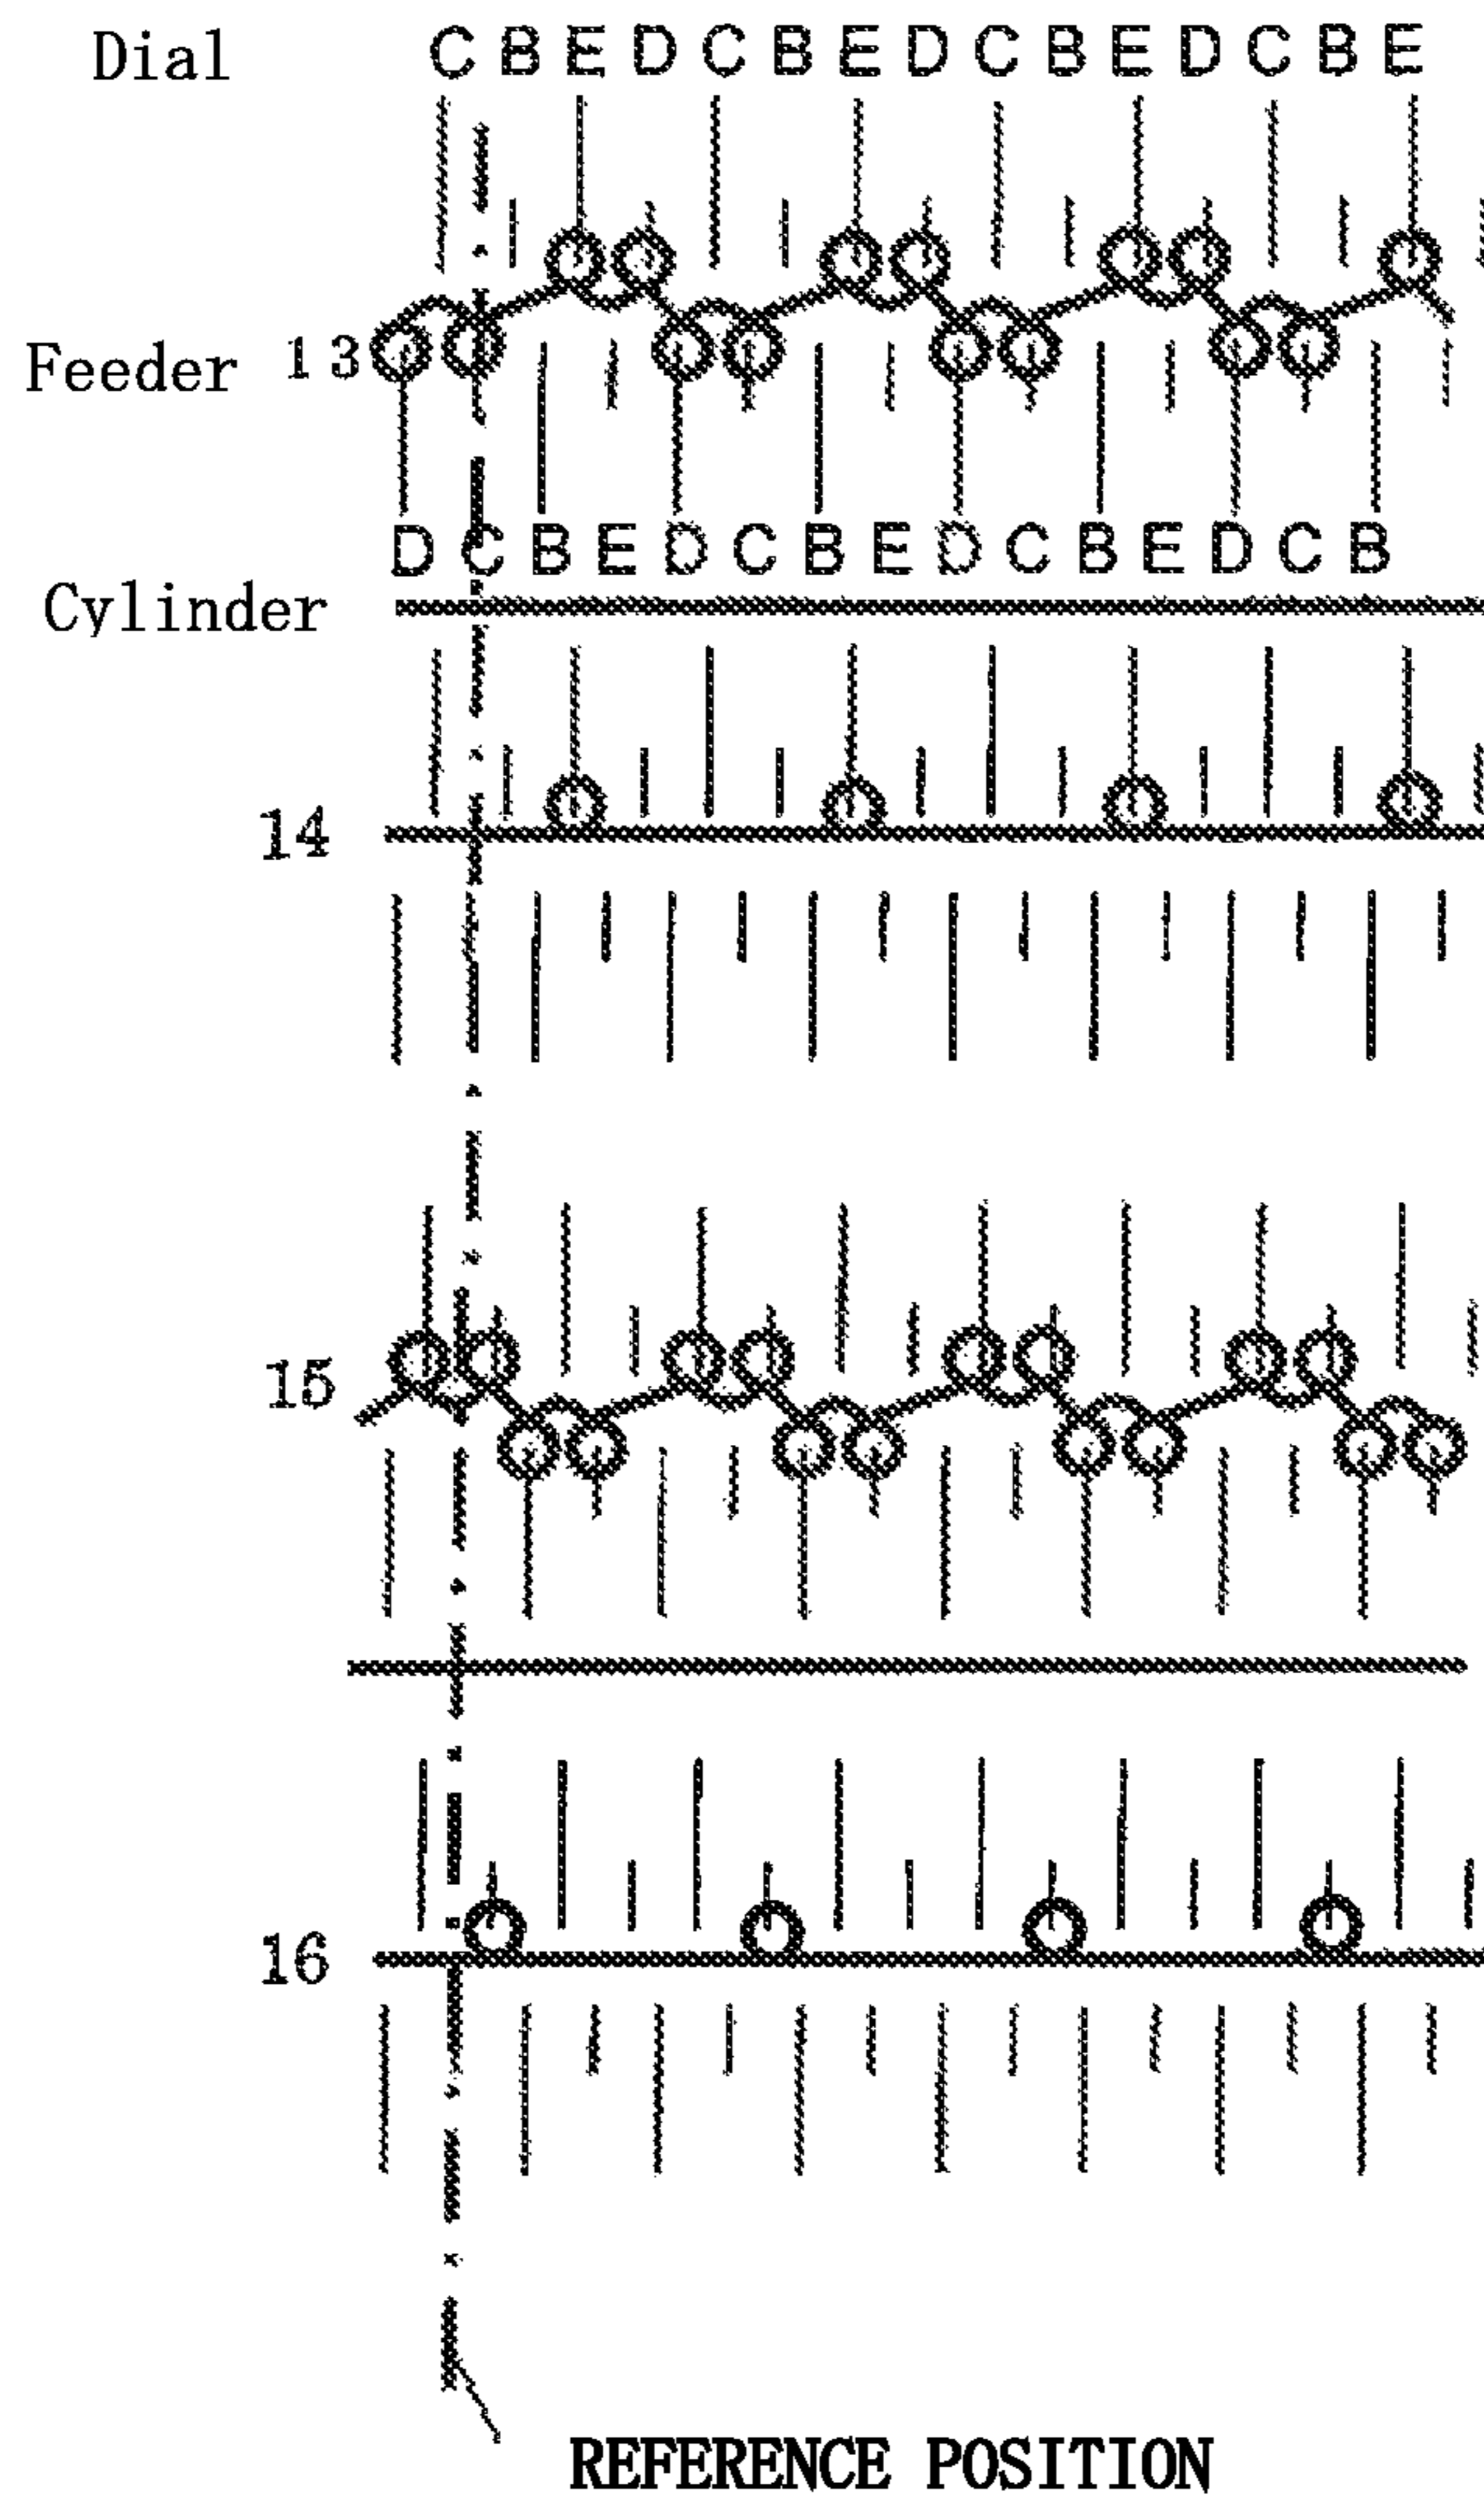 Dial C B E D C B E D C B E D C B E
Feeder 13
D C B E D C B E D C B E D C B
Cylinder
14
15
16
REFERENCE POSITION